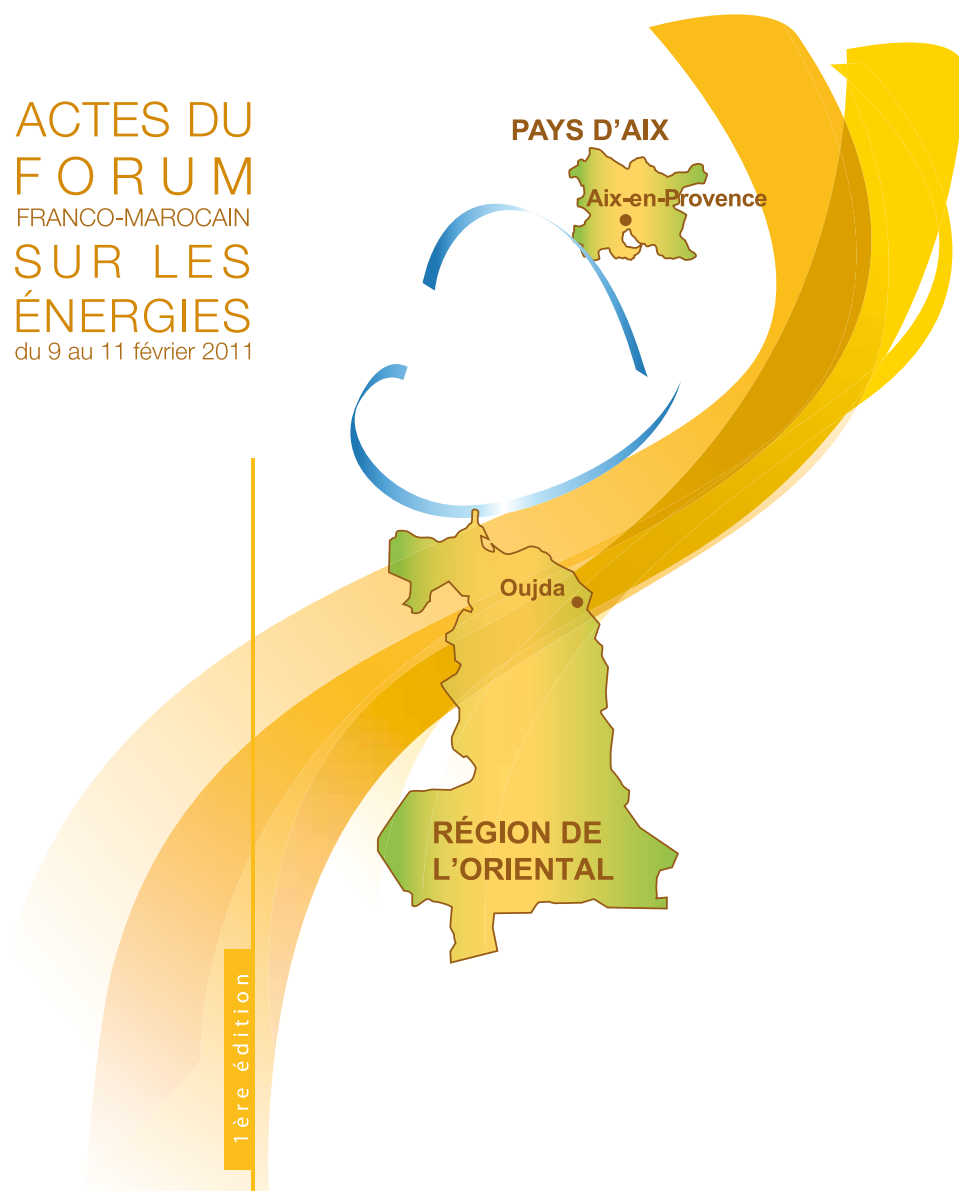 ACTES DU
FORUM
FRANCO-MAROCAIN
SUR LES
ÉNERGIES
du 9 au 11 février 2011
PAYS D'AIX
Aix-en-Provence
Oujda
RÉGION DE
L'ORIENTAL
1ère édition